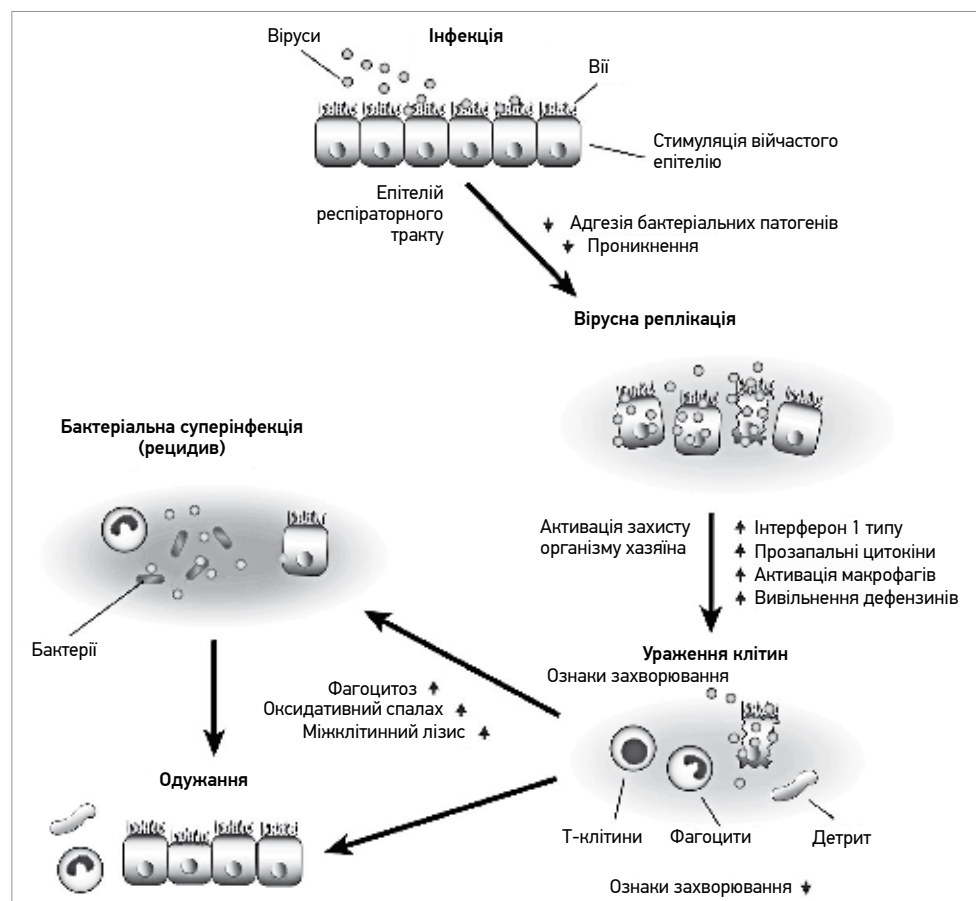 Інфекція
Віруси
Вії
Стимуляція війчастого
епітелію
Епітелій
респіраторного
тракту
Адгезія бактеріальних патогенів
Проникнення
Вірусна реплікація
Бактеріальна суперінфекція
(рецидив)
Активація захисту
організму хазяїна
Інтерферон 1 типу
Прозапальні цитокіни
Активація макрофагів
Вивільнення дефензинів
Бактерії
Ураження клітин
Ознаки захворювання
Фагоцитоз
Оксидативний спалах
Міжклітинний лізис
Одужання
Т-клітини
Фагоцити
Детрит
Ознаки захворювання